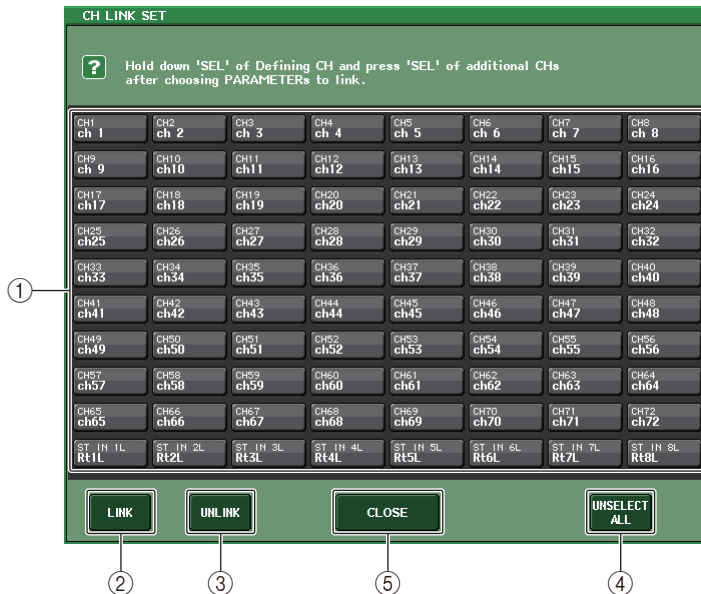 CH LINK SET
?
Hold down 'SEL' of Defining CH and press 'SEL' of additional CHs
after choosing PARAMETERs to link.
CH1 CH2 CH3 CH4 CH5 CH6 CH7 CH8
ch 1 ch 2 ch 3 ch 4 ch 5 ch 6 ch 7 ch 8
CH9 CH10 CH11 CH12 CH13 CH14 CH15 CH16
ch 9 ch10 ch11 ch12 ch13 ch14 ch15 ch16
CH17 CH18 CH19 CH20 CH21 CH22 CH23 CH24
ch17 ch18 ch19 ch20 ch21 ch22 ch23 ch24
CH25 CH26 CH27 CH28 CH29 CH30 CH31 CH32
ch25 ch26 ch27 ch28 ch29 ch30 ch31 ch32
CH33 CH34 CH35 CH36 CH37 CH38 CH39 CH40
ch33 ch34 ch35 ch36 ch37 ch38 ch39 ch40
①
CH41 CH42 CH43 CH44 CH45 CH46 CH47 CH48
ch41 ch42 ch43 ch44 ch45 ch46 ch47 ch48
CH49 CH50 CH51 CH52 CH53 CH54 CH55 CH56
ch49 ch50 ch51 ch52 ch53 ch54 ch55 ch56
CH57 CH58 CH59 CH60 CH61 CH62 CH63 CH64
ch57 ch58 ch59 ch60 ch61 ch62 ch63 ch64
CH65 CH66 CH67 CH68 CH69 CH70 CH71 CH72
ch65 ch66 ch67 ch68 ch69 ch70 ch71 ch72
ST IN 1L ST IN 2L ST IN 3L ST IN 4L ST IN 5L ST IN 6L ST IN 7L ST IN 8L
Rt1L Rt2L Rt3L Rt4L Rt5L Rt6L Rt7L Rt8L
LINK UNLINK CLOSE UNSELECT
ALL
② ③ ⑤ ④